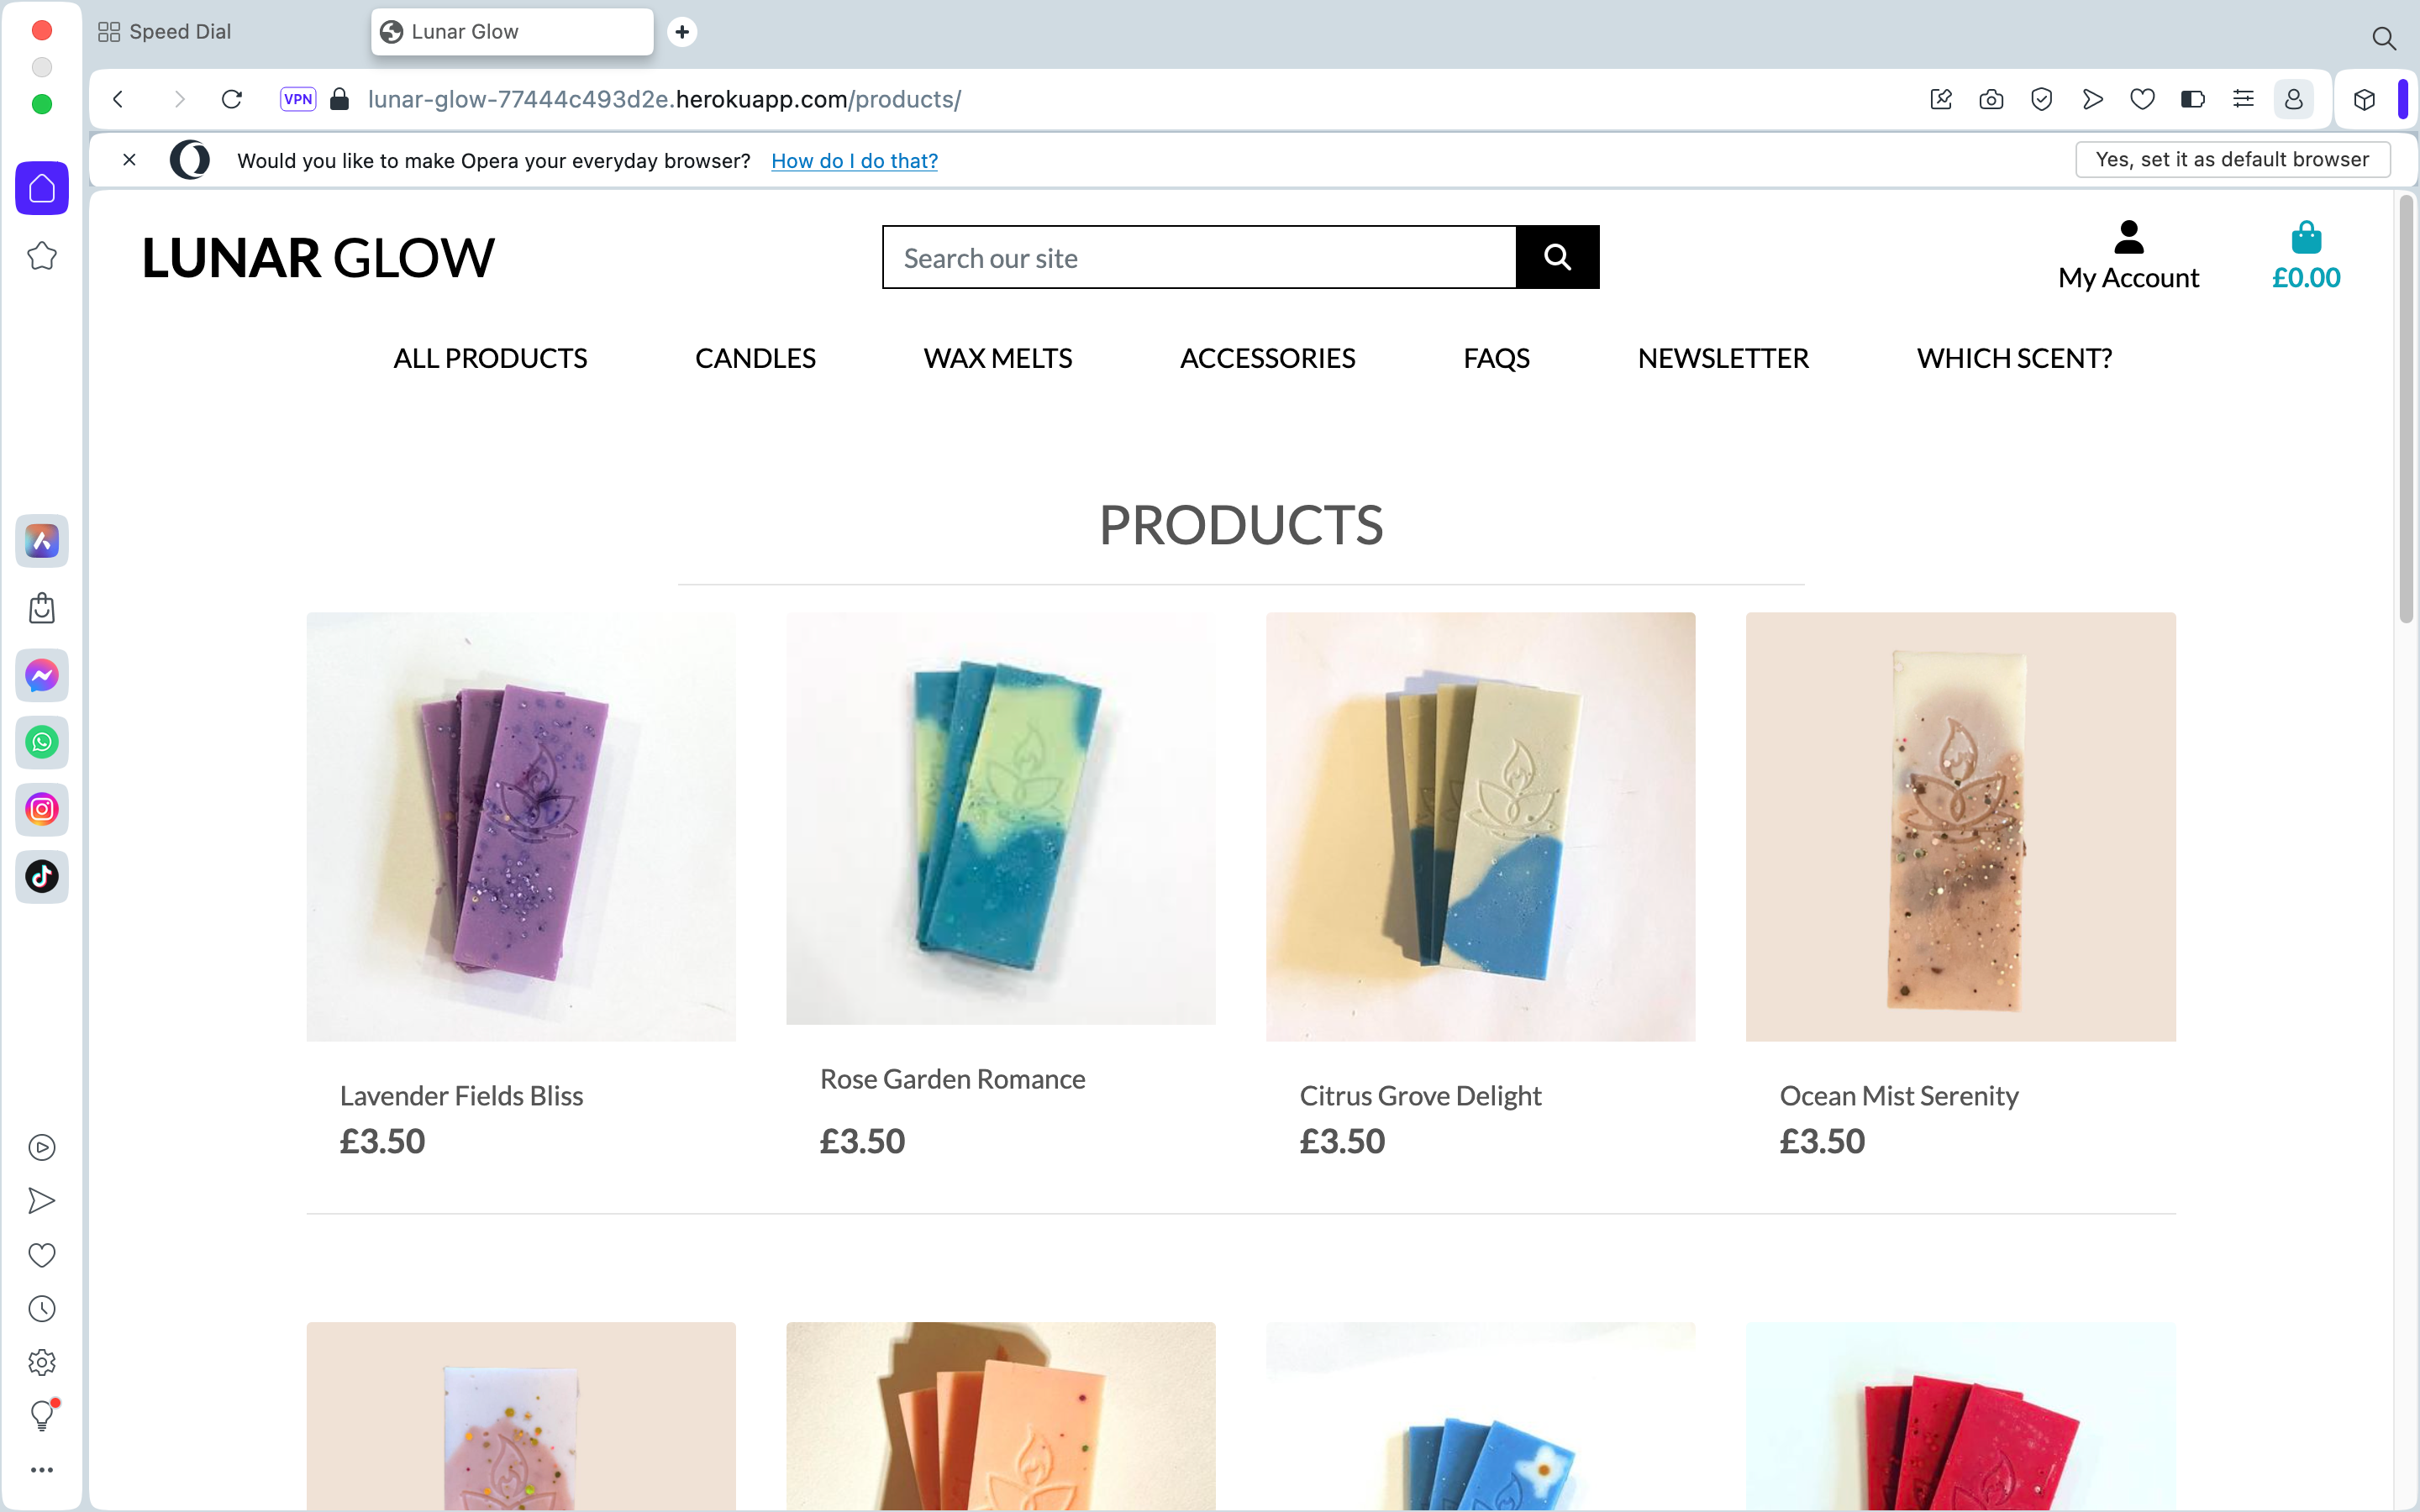 Speed Dial
Lunar Glow
VPN
lunar-glow-77444c493d2e.herokuapp.com/products/
Would you like to make Opera your everyday browser? How do I do that?
Yes, set it as default browser
LUNAR GLOW
Search our site
My Account
£0.00
ALL PRODUCTS
CANDLES
WAX MELTS
ACCESSORIES
FAQS
NEWSLETTER
WHICH SCENT?
PRODUCTS
Lavender Fields Bliss
£3.50
Rose Garden Romance
£3.50
Citrus Grove Delight
£3.50
Ocean Mist Serenity
£3.50